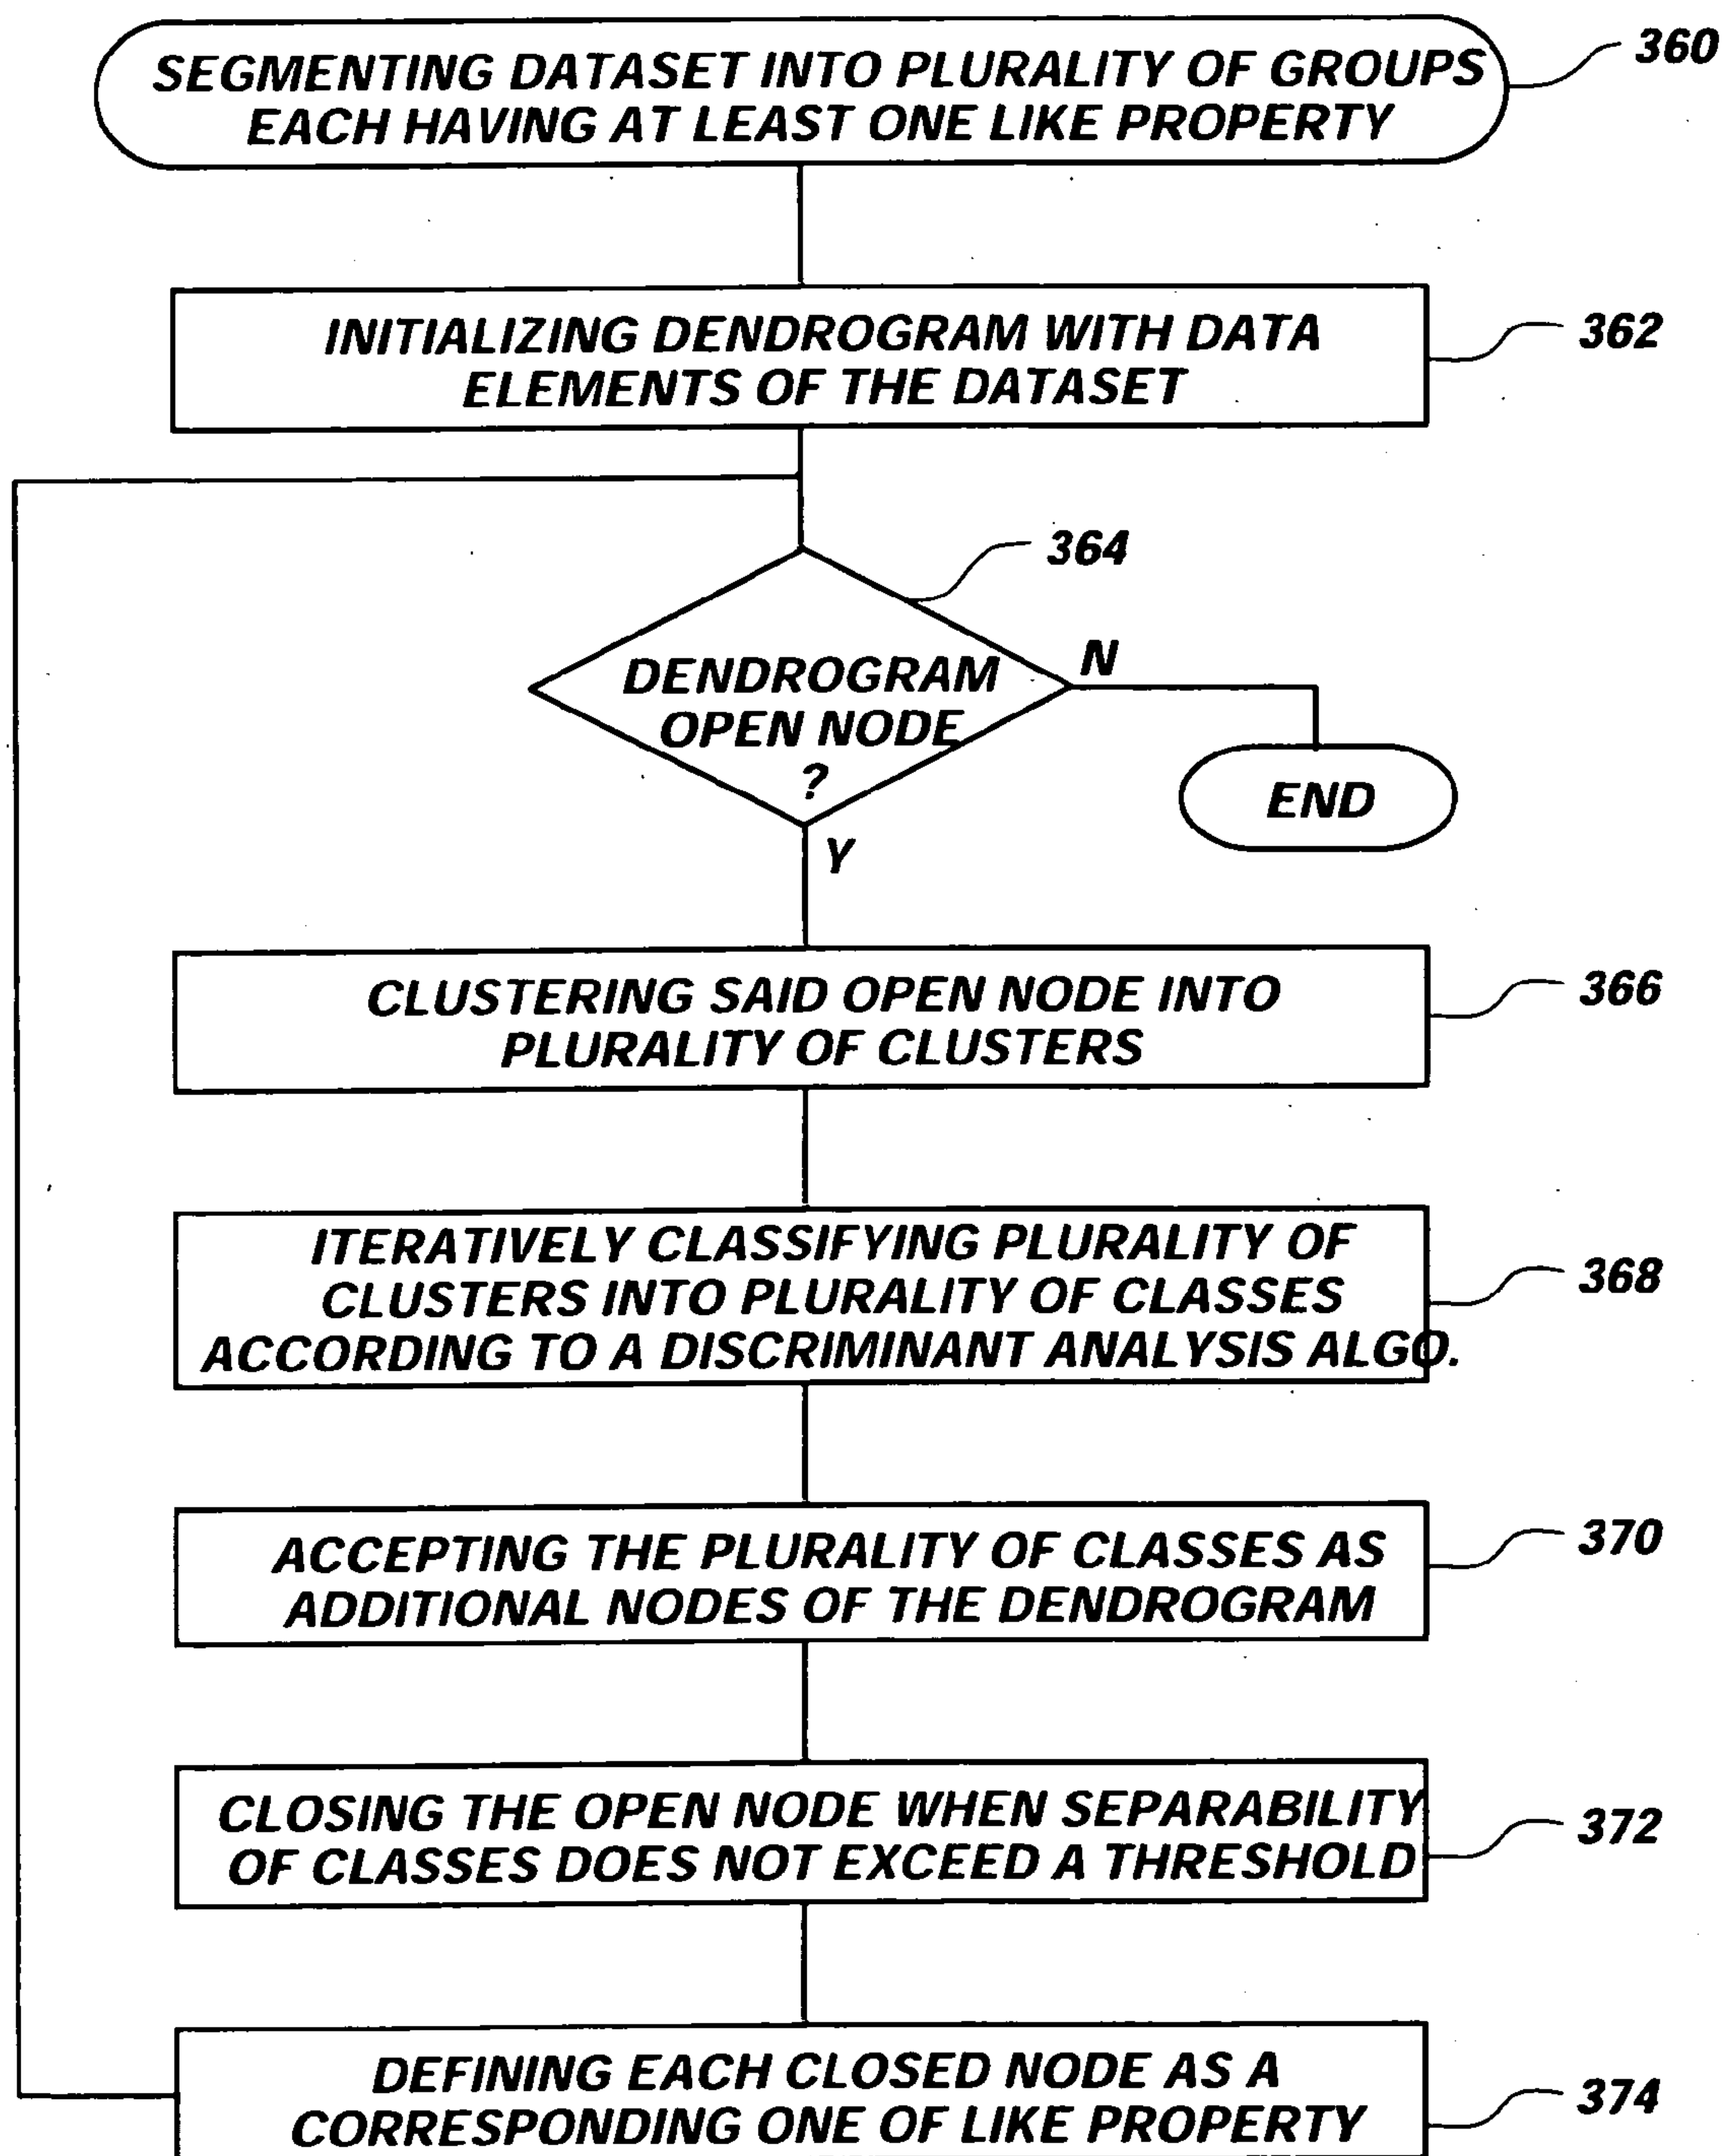 SEGMENTING DATASET INTO PLURALITY OF GROUPS
EACH HAVING AT LEAST ONE LIKE PROPERTY
360
INITIALIZING DENDROGRAM WITH DATA
ELEMENTS OF THE DATASET
362
364
DENDROGRAM
OPEN NODE
?
N
END
Y
CLUSTERING SAID OPEN NODE INTO
PLURALITY OF CLUSTERS
366
ITERATIVELY CLASSIFYING PLURALITY OF
CLUSTERS INTO PLURALITY OF CLASSES
ACCORDING TO A DISCRIMINANT ANALYSIS ALGO.
368
ACCEPTING THE PLURALITY OF CLASSES AS
ADDITIONAL NODES OF THE DENDROGRAM
370
CLOSING THE OPEN NODE WHEN SEPARABILITY
OF CLASSES DOES NOT EXCEED A THRESHOLD
372
DEFINING EACH CLOSED NODE AS A
CORRESPONDING ONE OF LIKE PROPERTY
374